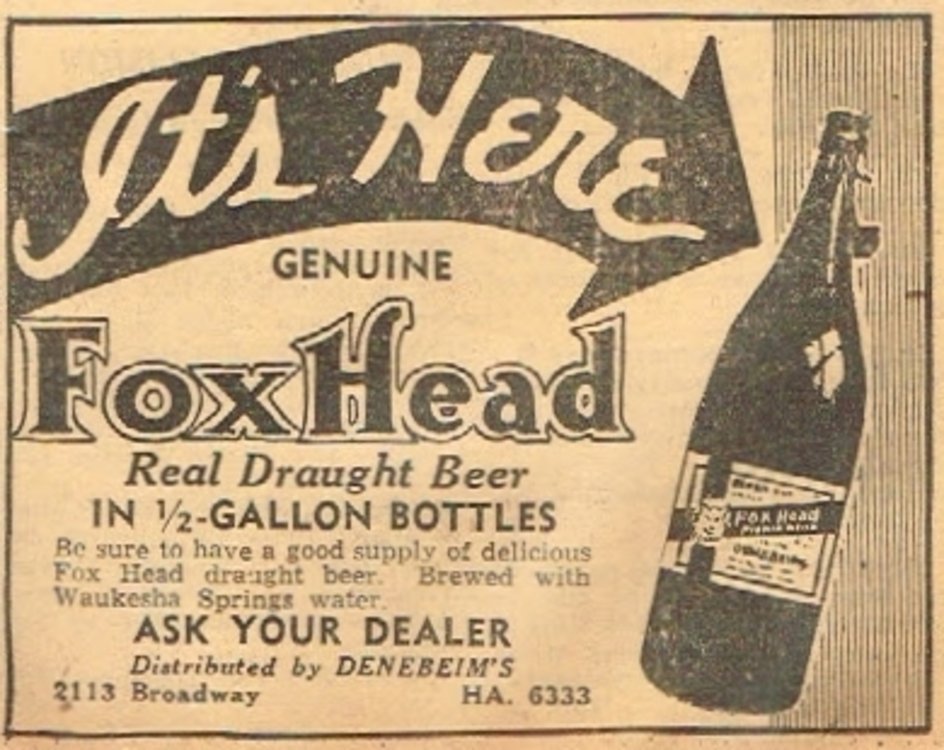 It's Here
GENUINE
Fox Head
Real Draught Beer
IN ½-GALLON BOTTLES
Be sure to have a good supply of delicious
Fox Head draught beer. Brewed with
Waukesha Springs water.
ASK YOUR DEALER
Distributed by DENEBEIM'S
2113 Broadway HA. 6333
Fox Head